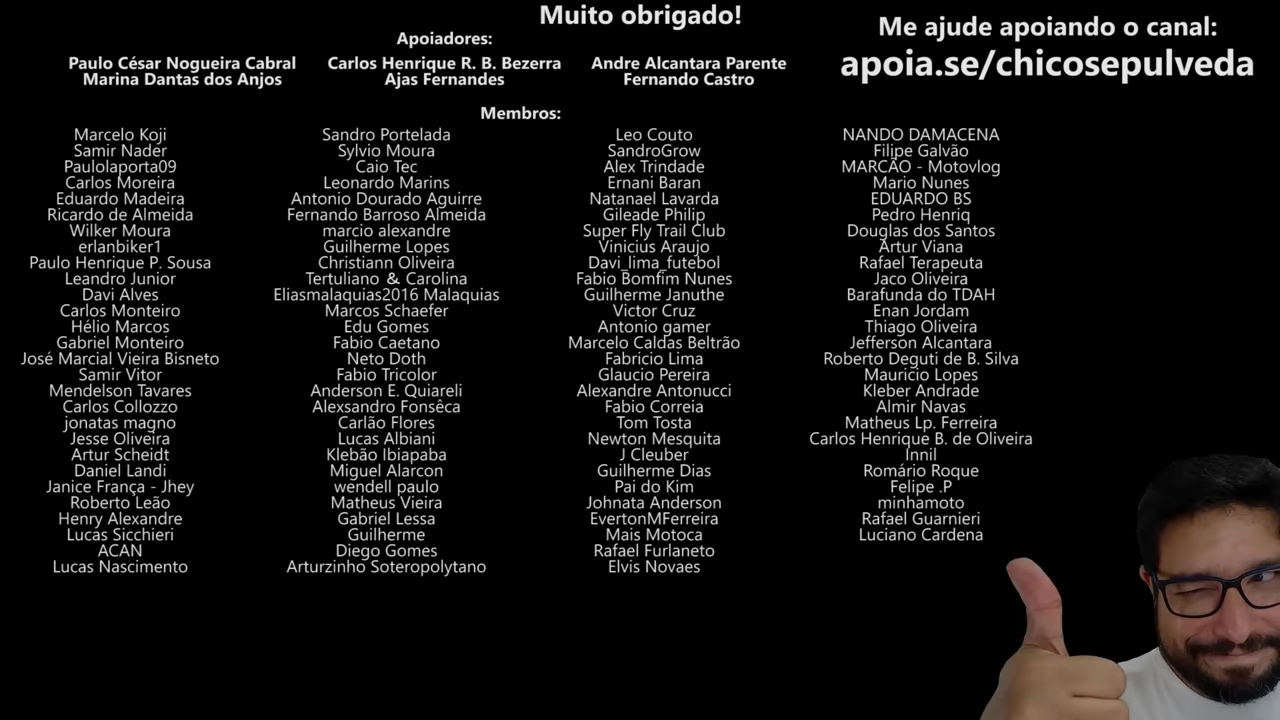 Muito obrigado!
Me ajude apoiando o canal:
apoia.se/chicosepulveda
Apoiadores:
Paulo César Nogueira Cabral
Marina Dantas dos Anjos
Carlos Henrique R. B. Bezerra
Ajas Fernandes
Andre Alcantara Parente
Fernando Castro
Membros:
Marcelo Koji
Samir Nader
Paulolaporta09
Carlos Moreira
Eduardo Madeira
Ricardo de Almeida
Wilker Moura
erlanbiker1
Paulo Henrique P. Sousa
Leandro Junior
Davi Alves
Carlos Monteiro
Hélio Marcos
Gabriel Monteiro
José Marcial Vieira Bisneto
Samir Vitor
Mendelson Tavares
Carlos Collozzo
jonatas magno
Jesse Oliveira
Artur Scheidt
Daniel Landi
Janice França - Jhey
Roberto Leão
Henry Alexandre
Lucas Sicchieri
ACAN
Lucas Nascimento
Sandro Portelada
Sylvio Moura
Caio Tec
Leonardo Marins
Antonio Dourado Aguirre
Fernando Barroso Almeida
marcio alexandre
Guilherme Lopes
Christiann Oliveira
Tertuliano & Carolina
Eliasmalaquias2016 Malaquias
Marcos Schaefer
Edu Gomes
Fabio Caetano
Neto Doth
Fabio Tricolor
Anderson E. Quiareli
Alexsandro Fonsêca
Carlão Flores
Lucas Albiani
Klebão Ibiapaba
Miguel Alarcon
wendell paulo
Matheus Vieira
Gabriel Lessa
Guilherme
Diego Gomes
Arturzinho Soteropolytano
Leo Couto
SandroGrow
Alex Trindade
Ernani Baran
Natanael Lavarda
Gileade Philip
Super Fly Trail Club
Vinicius Araujo
Davi_lima_futebol
Fabio Bomfim Nunes
Guilherme Januthe
Victor Cruz
Antonio gamer
Marcelo Caldas Beltrão
Fabricio Lima
Glaucio Pereira
Alexandre Antonucci
Fabio Correia
Tom Tosta
Newton Mesquita
J Cleuber
Guilherme Dias
Pai do Kim
Johnata Anderson
EvertonMFerreira
Mais Motoca
Rafael Furlaneto
Elvis Novaes
NANDO DAMACENA
Filipe Galvão
MARCÃO - Motovlog
Mario Nunes
EDUARDO BS
Pedro Henriq
Douglas dos Santos
Artur Viana
Rafael Terapeuta
Jaco Oliveira
Barafunda do TDAH
Enan Jordam
Thiago Oliveira
Jefferson Alcantara
Roberto Deguti de B. Silva
Mauricio Lopes
Kleber Andrade
Almir Navas
Matheus Lp. Ferreira
Carlos Henrique B. de Oliveira
Innil
Romário Roque
Felipe .P
minhamoto
Rafael Guarnieri
Luciano Cardena